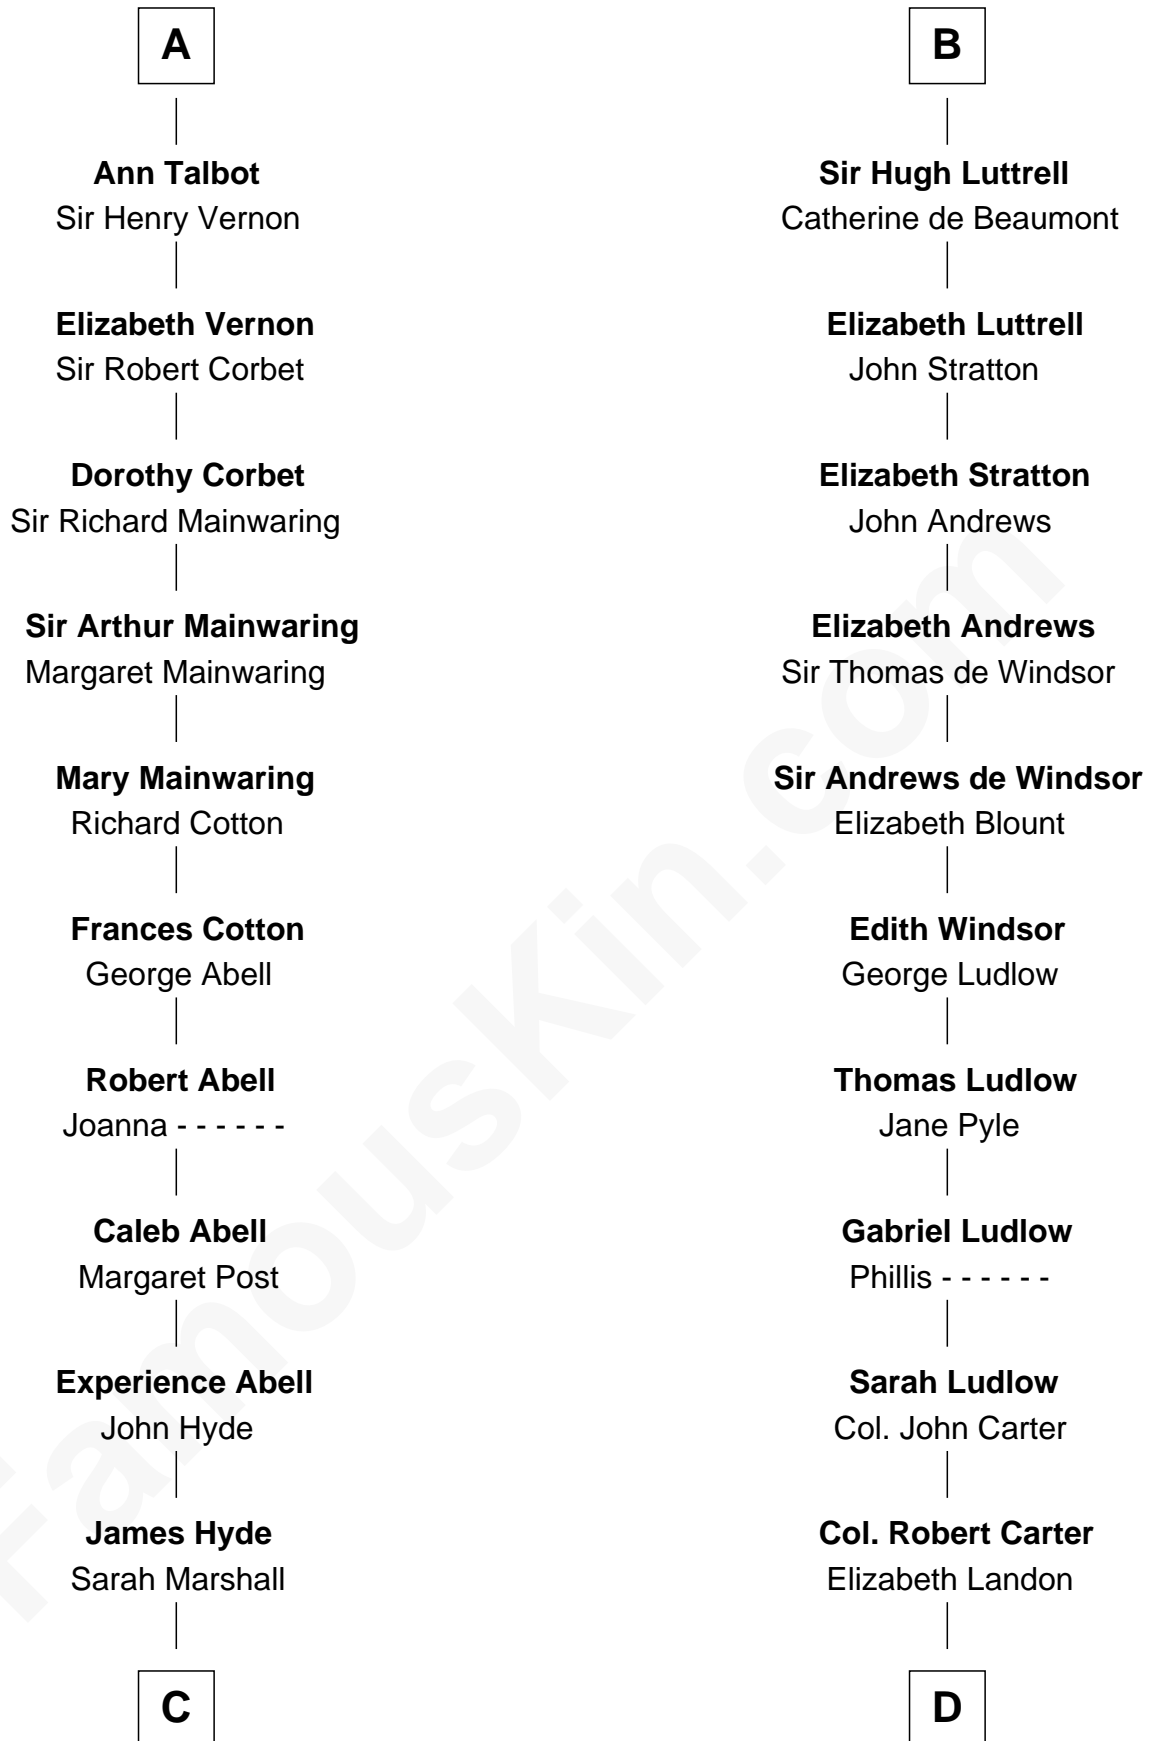 A
Ann Talbot
Sir Henry Vernon
Elizabeth Vernon
Sir Robert Corbet
Dorothy Corbet
Sir Richard Mainwaring
Sir Arthur Mainwaring
Margaret Mainwaring
Mary Mainwaring
Richard Cotton
Frances Cotton
George Abell
Robert Abell
Joanna - - - - - -
Caleb Abell
Margaret Post
Experience Abell
John Hyde
James Hyde
Sarah Marshall
C
B
Sir Hugh Luttrell
Catherine de Beaumont
Elizabeth Luttrell
John Stratton
Elizabeth Stratton
John Andrews
Elizabeth Andrews
Sir Thomas de Windsor
Sir Andrews de Windsor
Elizabeth Blount
Edith Windsor
George Ludlow
Thomas Ludlow
Jane Pyle
Gabriel Ludlow
Phillis - - - - - -
Sarah Ludlow
Col. John Carter
Col. Robert Carter
Elizabeth Landon
D
FamousKin.com